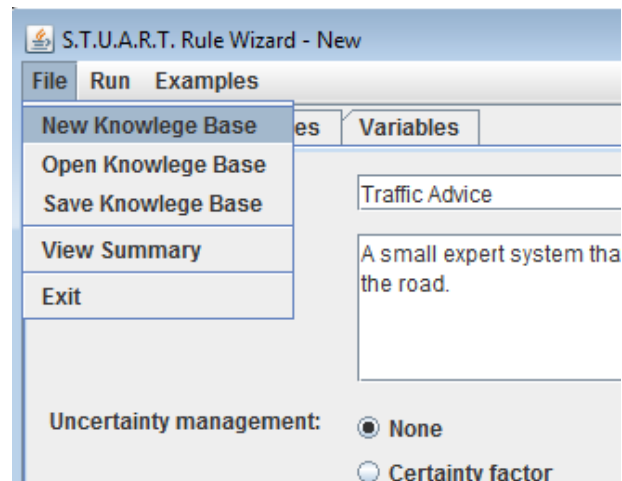 S.T.U.A.R.T. Rule Wizard - New
File Run Examples
New Knowlege Base
es
Variables
Open Knowlege Base
Save Knowlege Base
Traffic Advice
View Summary
A small expert system tha
the road.
Exit
Uncertainty management:
None
Certainty factor